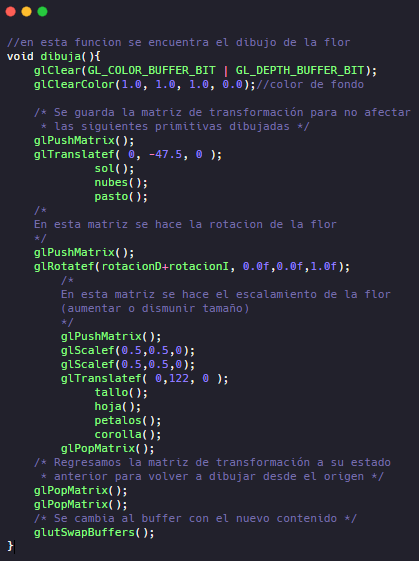 //en esta funcion se encuentra el dibujo de la flor
void dibuja(){
    glClear(GL_COLOR_BUFFER_BIT | GL_DEPTH_BUFFER_BIT);
    glClearColor(1.0, 1.0, 1.0, 0.0);//color de fondo

    /* Se guarda la matriz de transformación para no afectar
     * las siguientes primitivas dibujadas */
    glPushMatrix();
    glTranslatef( 0, -47.5, 0 );
             sol();
             nubes();
             pasto();
    /*
    En esta matriz se hace la rotacion de la flor
    */
    glPushMatrix();
    glRotatef(rotacionD+rotacionI, 0.0f,0.0f,1.0f);
        /*
        En esta matriz se hace el escalamiento de la flor
        (aumentar o dismunir tamaño)
        */
        glPushMatrix();
        glScalef(0.5,0.5,0);
        glScalef(0.5,0.5,0);
        glTranslatef( 0,122, 0 );
             tallo();
             hoja();
             petalos();
             corolla();
        glPopMatrix();
    /* Regresamos la matriz de transformación a su estado
     * anterior para volver a dibujar desde el origen */
    glPopMatrix();
    glPopMatrix();
    /* Se cambia al buffer con el nuevo contenido */
    glutSwapBuffers();
}